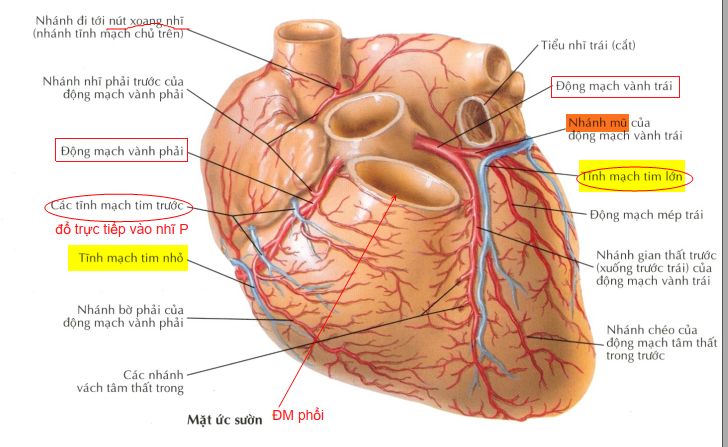 Nhánh đi tới nút xoang nhĩ
(nhánh tĩnh mạch chủ trên)
Nhánh nhĩ phải trước của
động mạch vành phải
Động mạch vành phải
Các tĩnh mạch tim trước
đổ trực tiếp vào nhĩ P
Tĩnh mạch tim nhỏ
Nhánh bờ phải của
động mạch vành phải
Các nhánh
vách tâm thất trong
Mặt ức sườn
ĐM phổi
Tiểu nhĩ trái (cắt)
Động mạch vành trái
Nhánh mũ của
động mạch vành trái
Tĩnh mạch tim lớn
Động mạch mép trái
Nhánh gian thất trước
(xuống trước trái) của
động mạch vành trái
Nhánh chéo của
động mạch tâm thất
trong trước